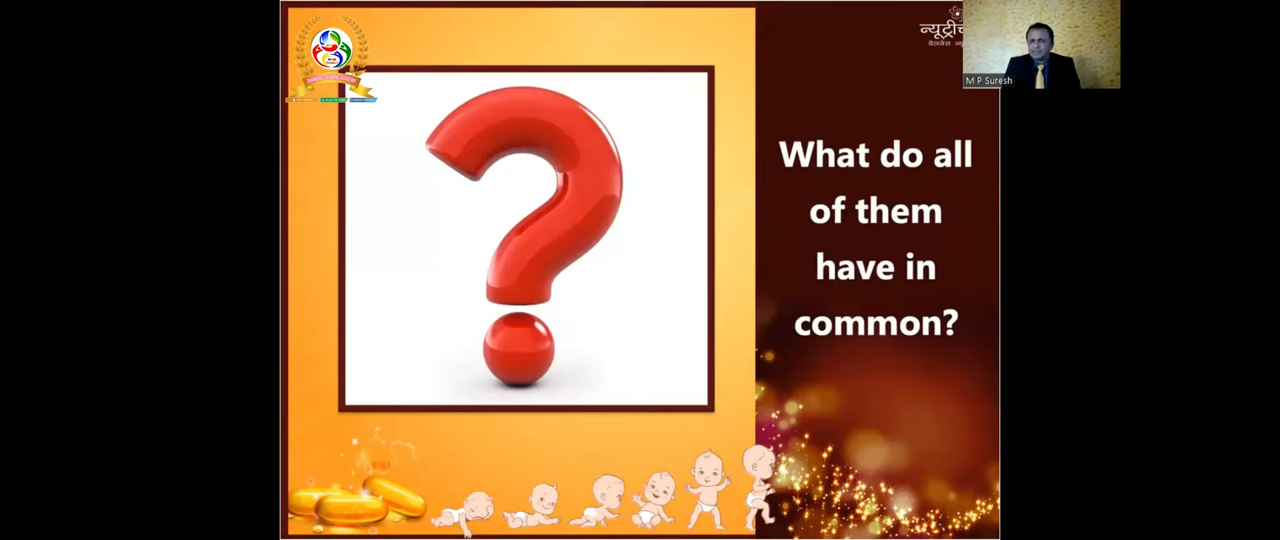 What do all
of them
have in
common?
M P Suresh